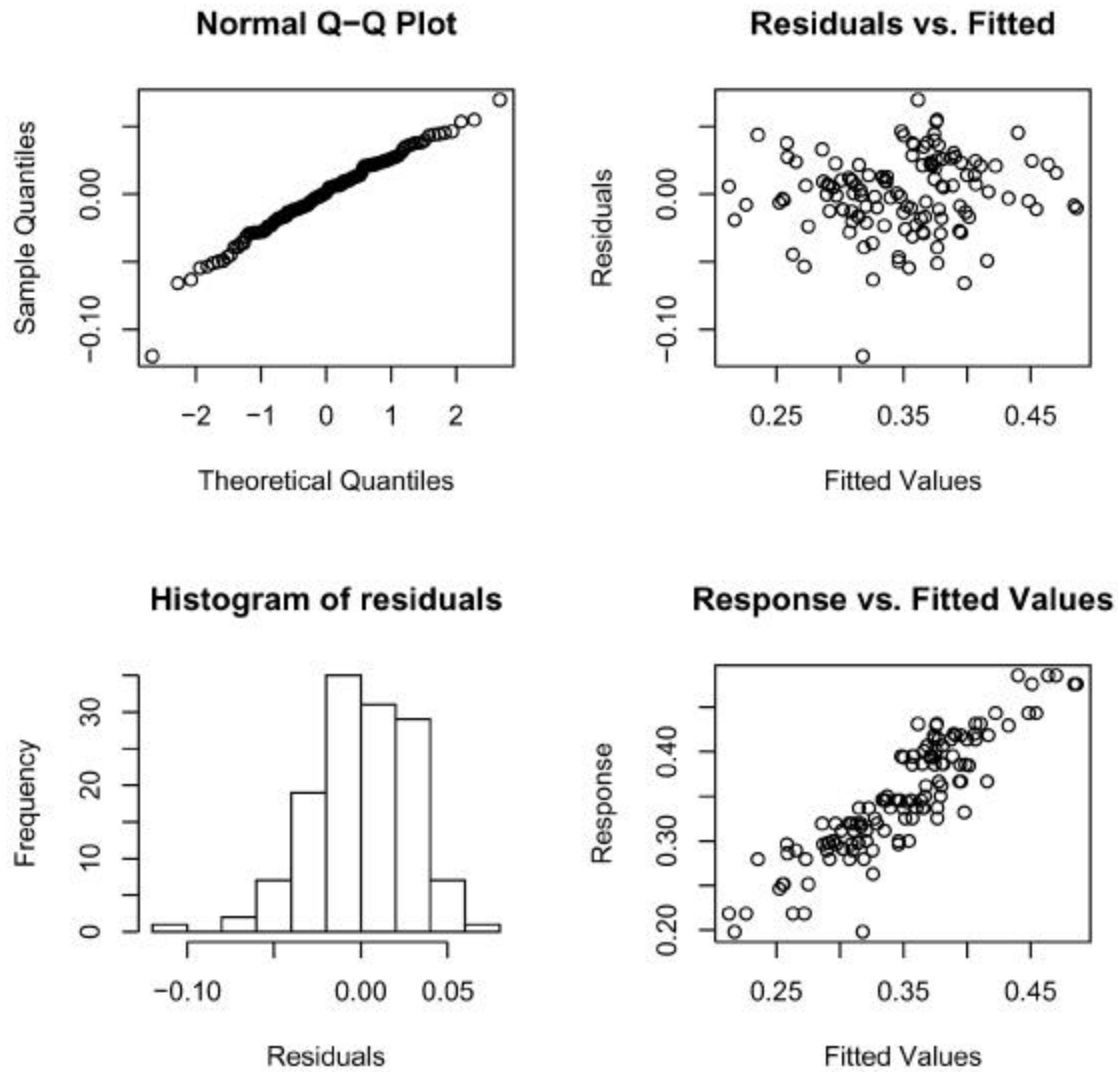 Normal Q−Q Plot
Sample Quantiles
0.00
−0.10
−2 −1 0 1 2
Theoretical Quantiles
Residuals vs. Fitted
Residuals
0.00
−0.10
0.25 0.35 0.45
Fitted Values
Histogram of residuals
Frequency
30
20
10
0
−0.10 0.00 0.05
Residuals
Response vs. Fitted Values
Response
0.40
0.30
0.20
0.25 0.35 0.45
Fitted Values